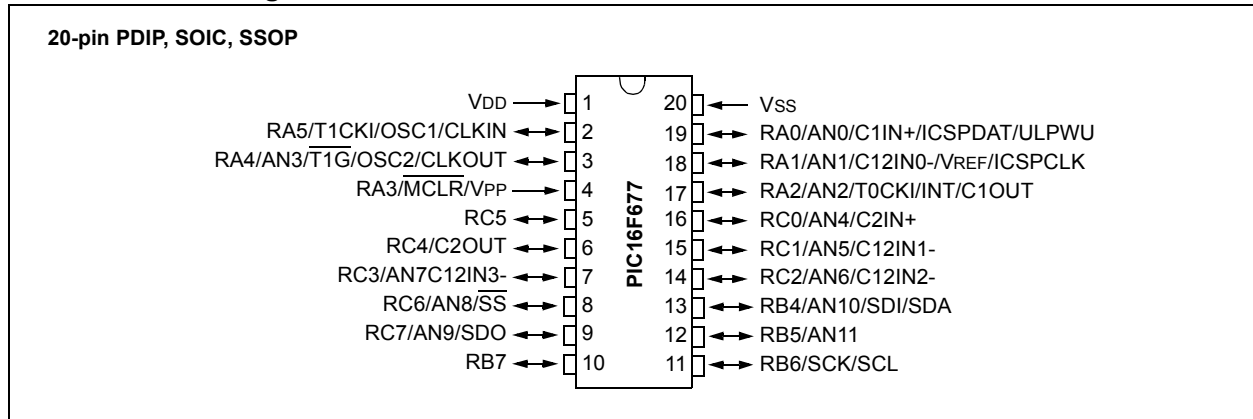 20-pin PDIP, SOIC, SSOP
VDD 1 20 VSS
RA5/T1CKI/OSC1/CLKIN 2 19 RA0/AN0/C1IN+/ICSPDAT/ULPWU
RA4/AN3/T1G/OSC2/CLKOUT 3 18 RA1/AN1/C12IN0-/VREF/ICSPCLK
RA3/MCLR/VPP 4 17 RA2/AN2/T0CKI/INT/C1OUT
RC5 5 16 RC0/AN4/C2IN+
RC4/C2OUT 6 15 RC1/AN5/C12IN1-
RC3/AN7C12IN3- 7 14 RC2/AN6/C12IN2-
RC6/AN8/SS 8 13 RB4/AN10/SDI/SDA
RC7/AN9/SDO 9 12 RB5/AN11
RB7 10 11 RB6/SCK/SCL
PIC16F677